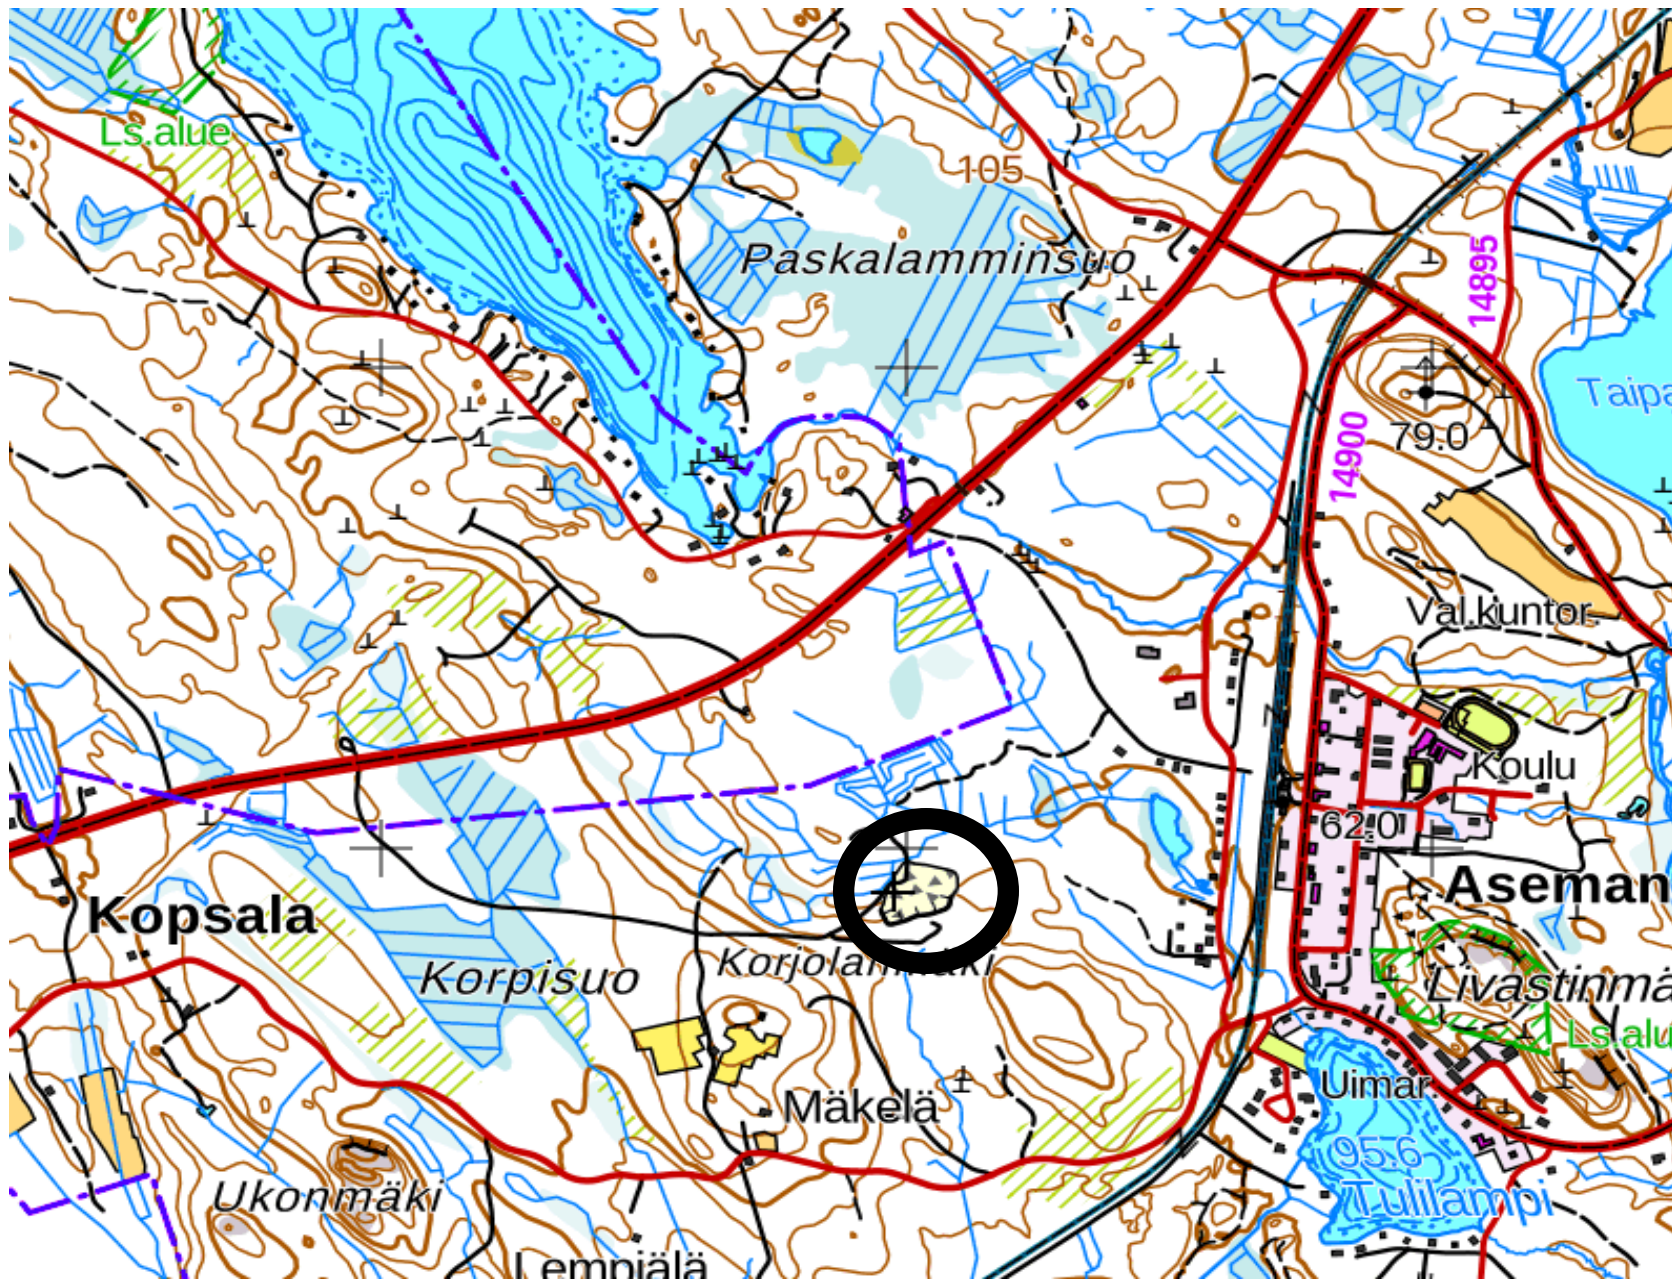 Ls.alue
105
Paskalamminsuo
14895
Taipa
79.0
14900
Val.kuntor.
Koulu
62.0
Aseman
Kopsala
Korpisuo
Korjolanmäki
Livastinmä
Ls.alu
Uimar.
Mäkelä
95.6
Tulilampi
Ukonmäki
Lempiälä